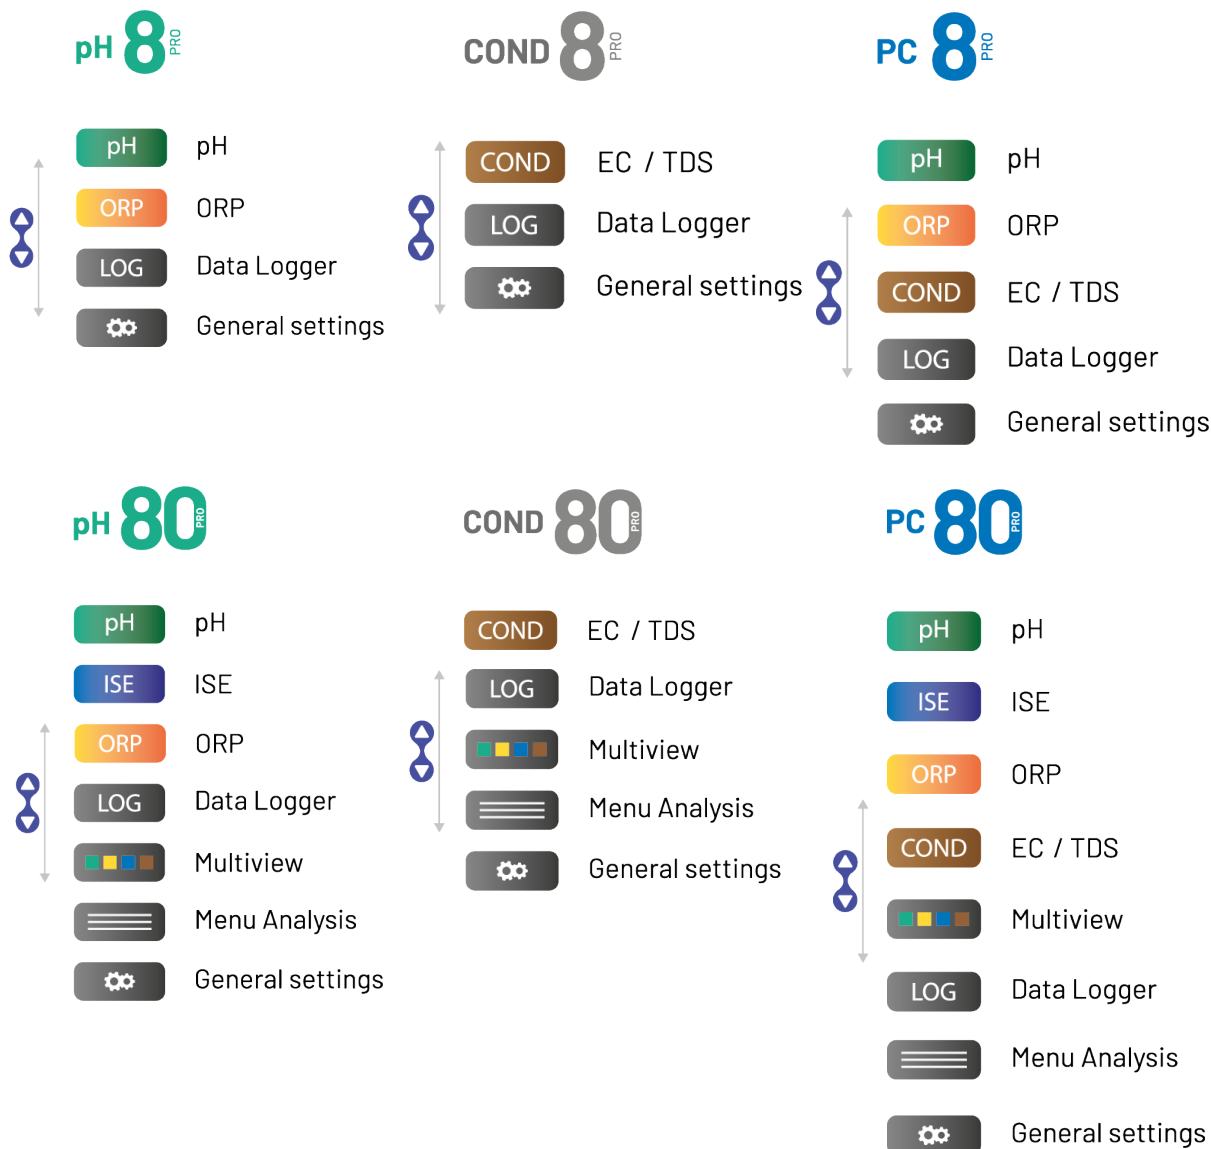 pH 8 PRO
pH pH
ORP ORP
LOG Data Logger
General settings
COND 8 PRO
COND EC / TDS
LOG Data Logger
General settings
PC 8 PRO
pH pH
ORP ORP
COND EC / TDS
LOG Data Logger
General settings
pH 80 PRO
pH pH
ISE ISE
ORP ORP
LOG Data Logger
Multiview
Menu Analysis
General settings
COND 80 PRO
COND EC / TDS
LOG Data Logger
Multiview
Menu Analysis
General settings
PC 80 PRO
pH pH
ISE ISE
ORP ORP
COND EC / TDS
Multiview
LOG Data Logger
Menu Analysis
General settings